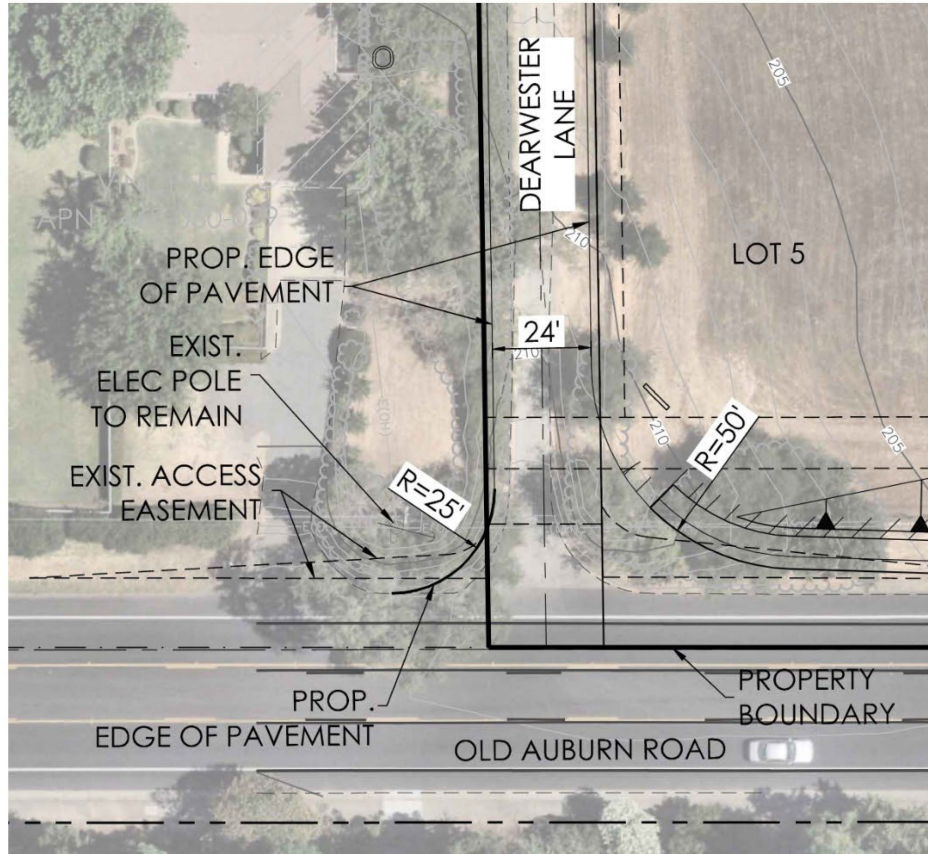 DEARWESTER
LANE
205
APN
210
PROP. EDGE
OF PAVEMENT
LOT 5
24'
210
EXIST.
ELEC POLE
TO REMAIN
210
205
R=50'
EXIST. ACCESS
EASEMENT
R=25'
PROPERTY
BOUNDARY
PROP.
EDGE OF PAVEMENT
OLD AUBURN ROAD